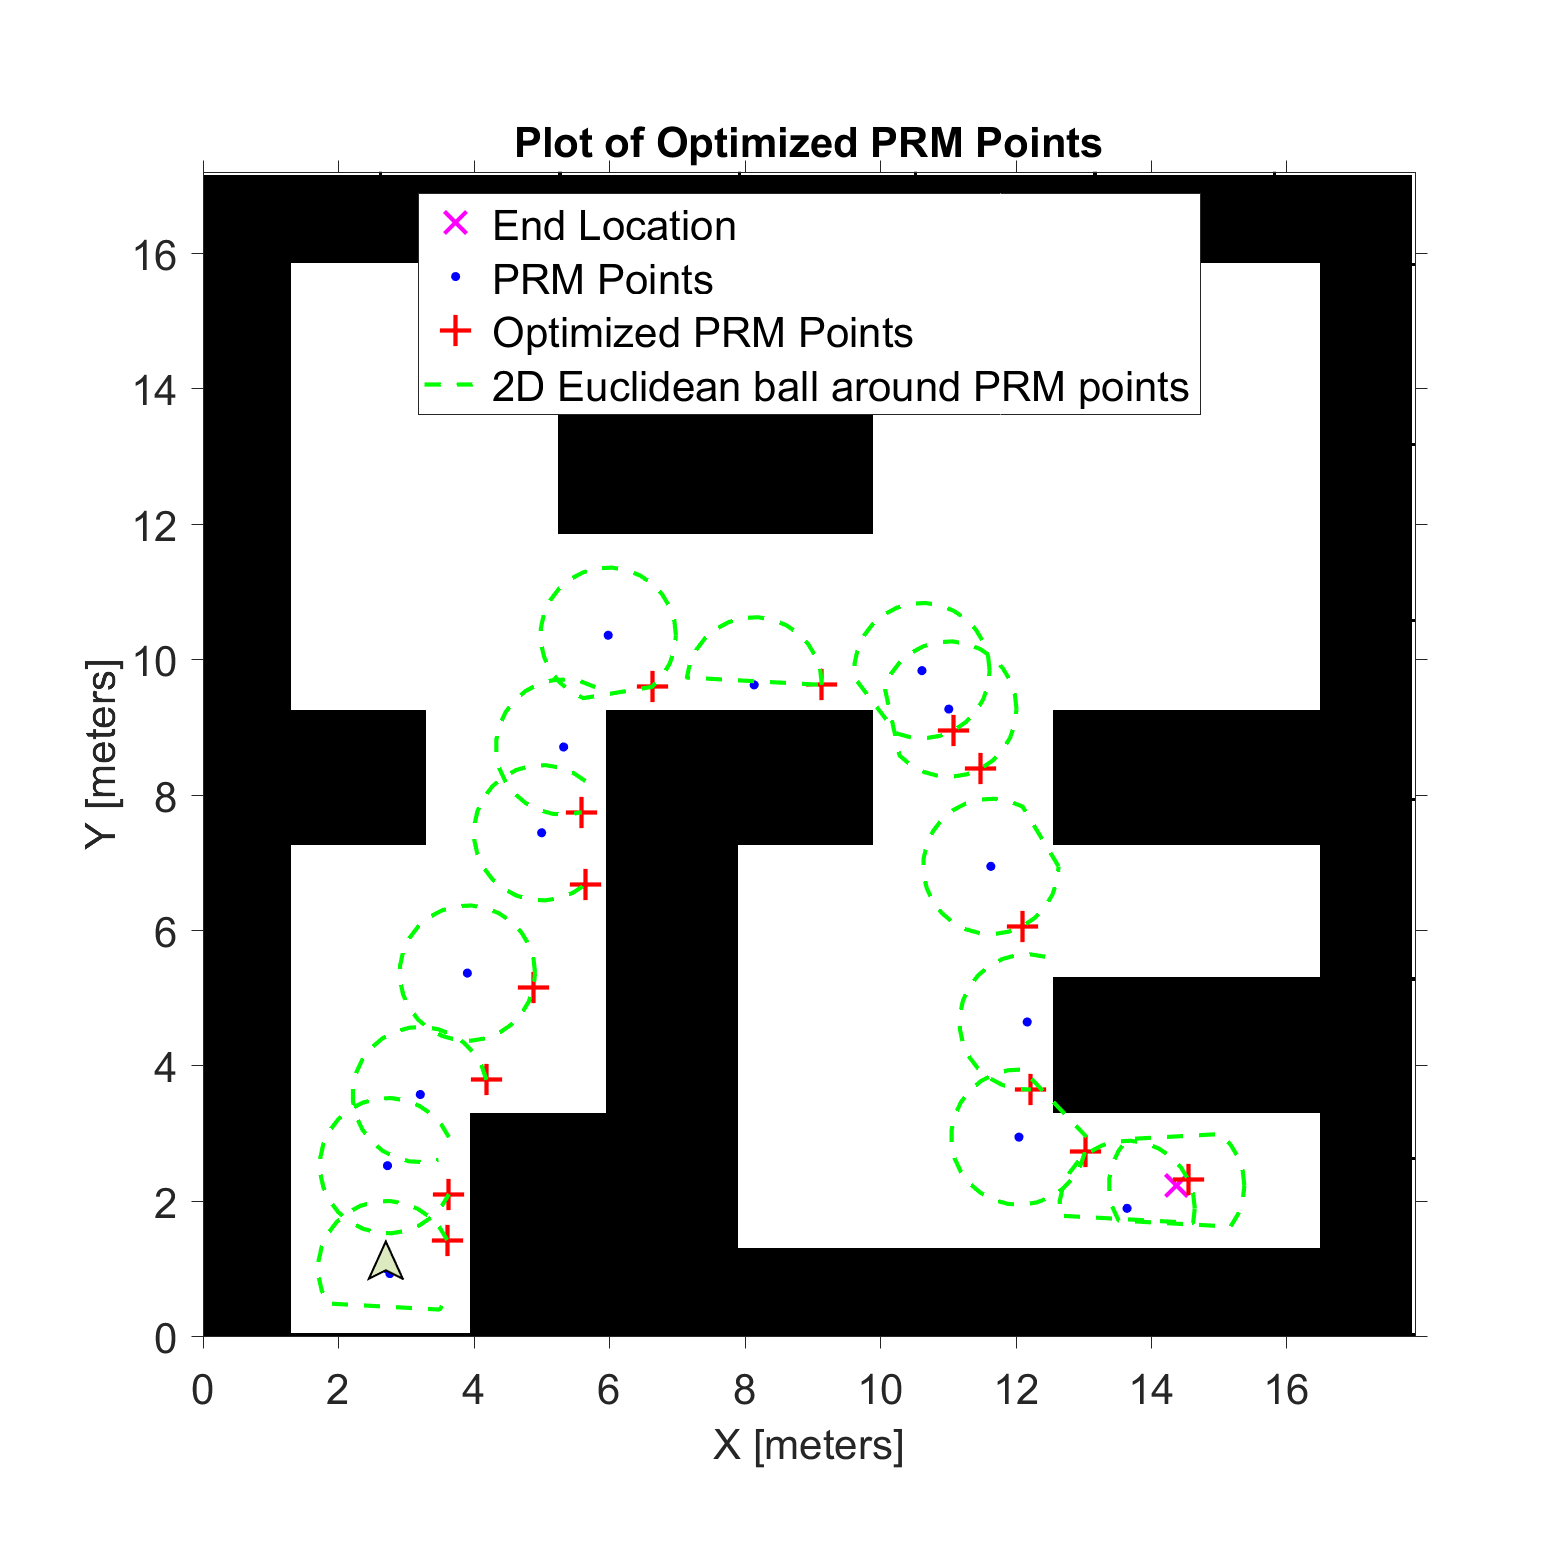 Plot of Optimized PRM Points
End Location
PRM Points
Optimized PRM Points
2D Euclidean ball around PRM points
16
14
12
10
8
6
4
2
0
Y [meters]
0 2 4 6 8 10 12 14 16
X [meters]